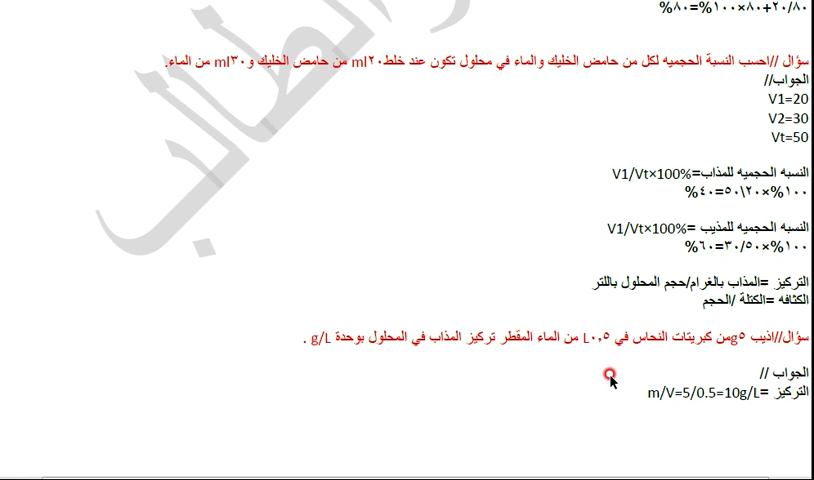 ٢٠/٨٠+٨٠×١٠٠%=٨٠%
سؤال //احسب النسبة الحجميه لكل من حامض الخليك والماء في محلول تكون عند خلط٢٠ml من حامض الخليك و٣٠ml من الماء.
الجواب//
V1=20
V2=30
Vt=50
النسبه الحجميه للمذاب=V1/Vt×100%
١٠٠%×٢٠\٥٠=٤٠%
النسبه الحجميه للمذيب =V1/Vt×100%
١٠٠%×٣٠/٥٠=٦٠%
التركيز =المذاب بالغرام/حجم المحلول باللتر
الكثافه =الكتلة /الحجم
سؤال//اذيب ٥gمن كبريتات النحاس في ٠,٥L من الماء المقطر تركيز المذاب في المحلول بوحدة g/L .
الجواب //
التركيز =m/V=5/0.5=10g/L